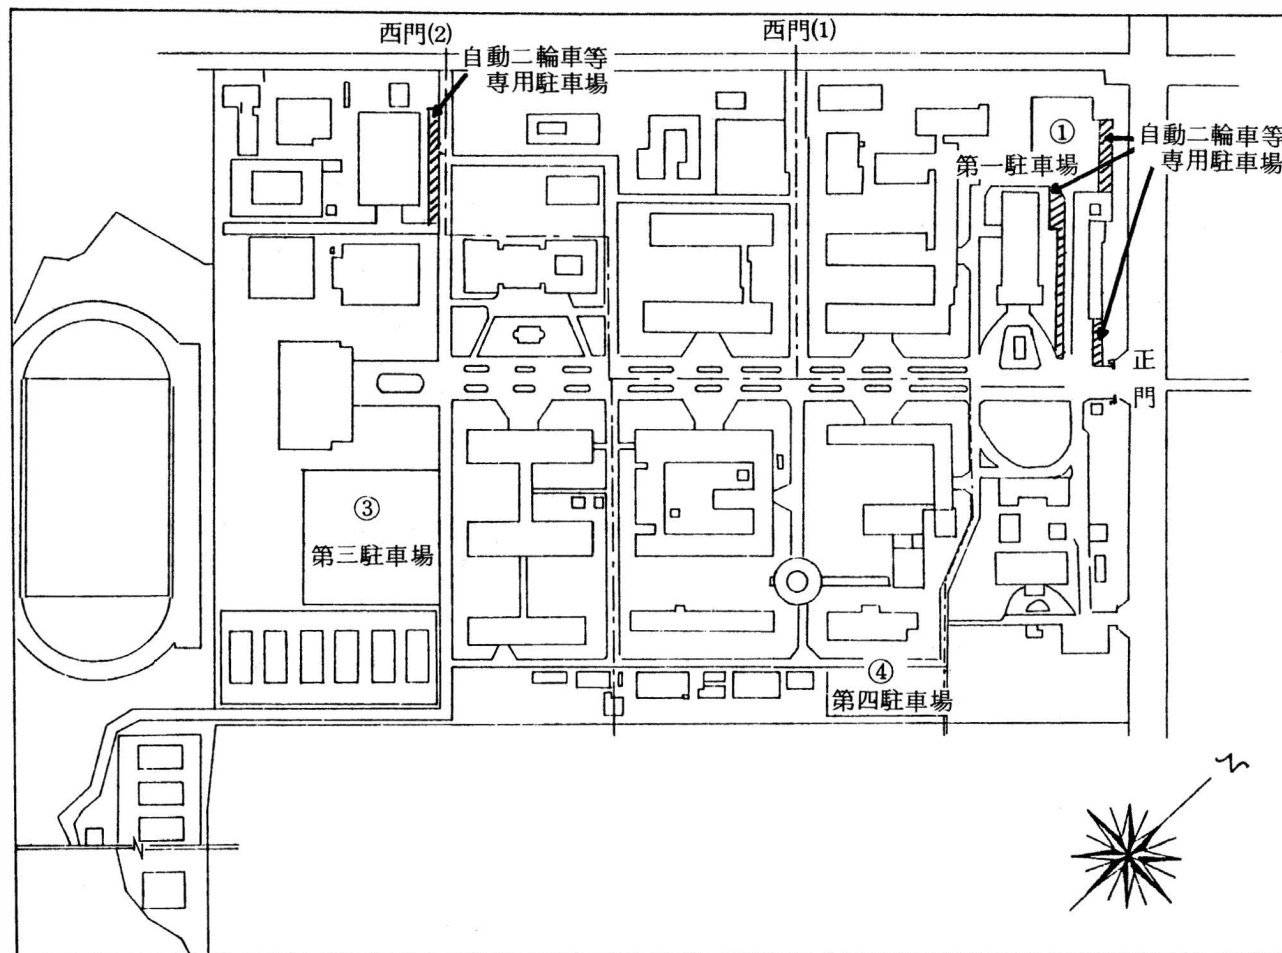 西門(2)
西門(1)
自動二輪車等
専用駐車場
①
第一駐車場
自動二輪車等
専用駐車場
正
門
③
第三駐車場
④
第四駐車場
N